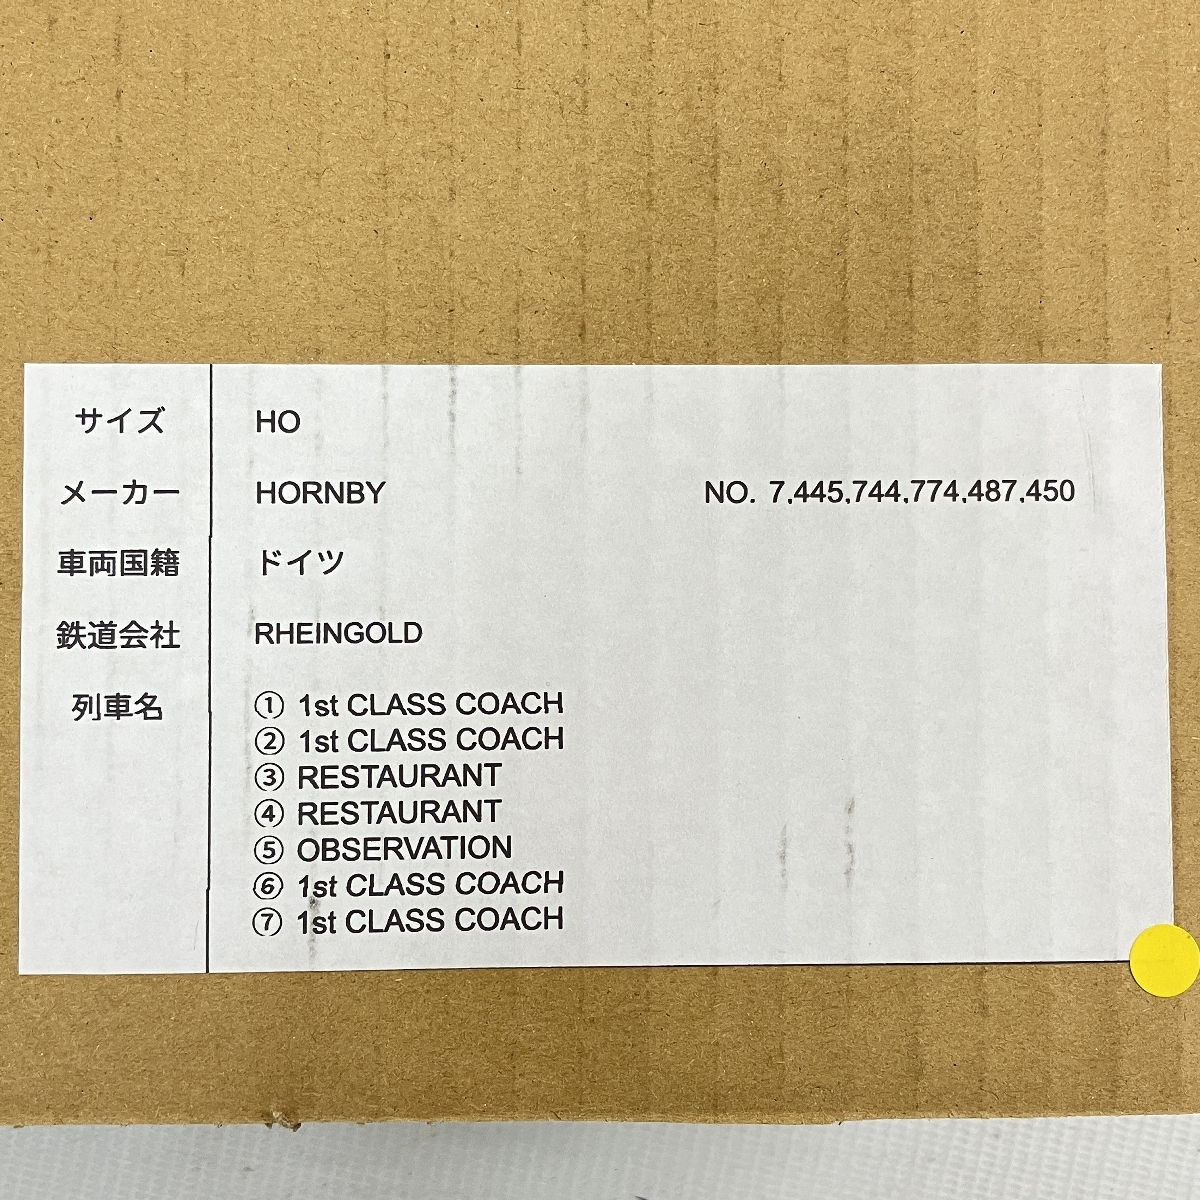 サイズ HO
メーカー HORNBY NO. 7,445,744,774,487,450
車両国籍 ドイツ
鉄道会社 RHEINGOLD
列車名 ① 1st CLASS COACH
② 1st CLASS COACH
③ RESTAURANT
④ RESTAURANT
⑤ OBSERVATION
⑥ 1st CLASS COACH
⑦ 1st CLASS COACH